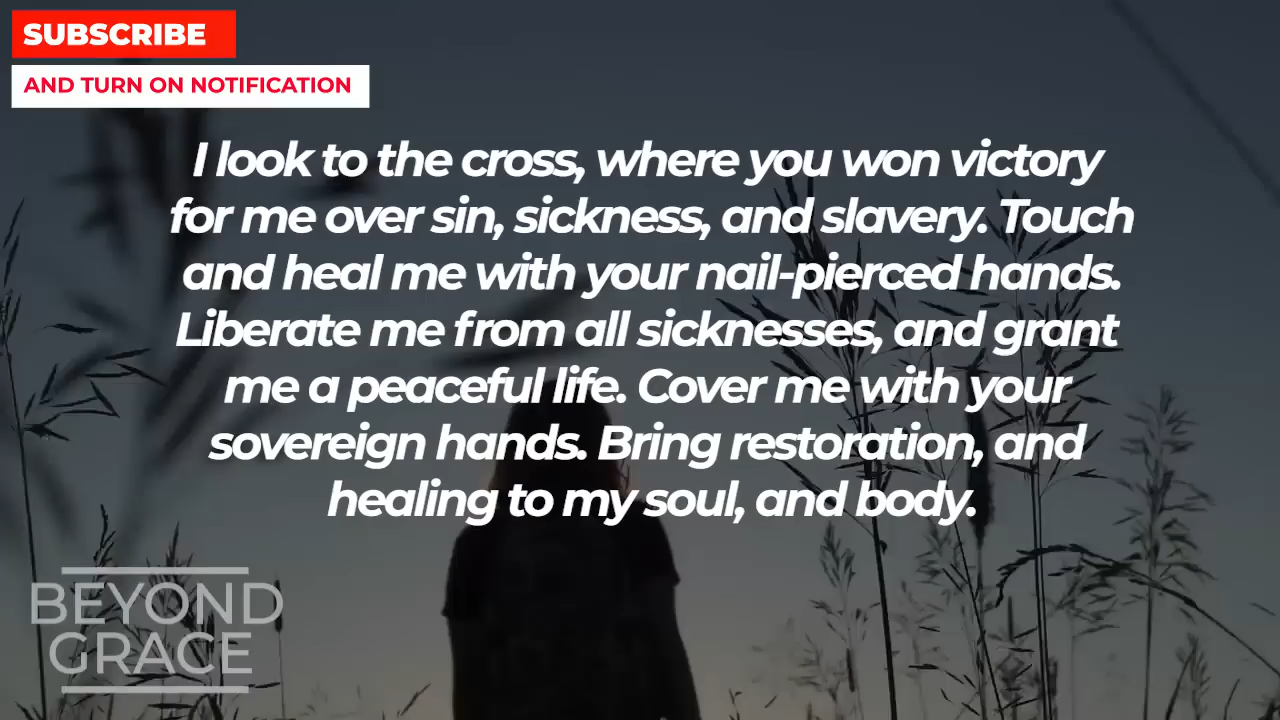 SUBSCRIBE
AND TURN ON NOTIFICATION
I look to the cross, where you won victory
for me over sin, sickness, and slavery. Touch
and heal me with your nail-pierced hands.
Liberate me from all sicknesses, and grant
me a peaceful life. Cover me with your
sovereign hands. Bring restoration, and
healing to my soul, and body.
BEYOND
GRACE